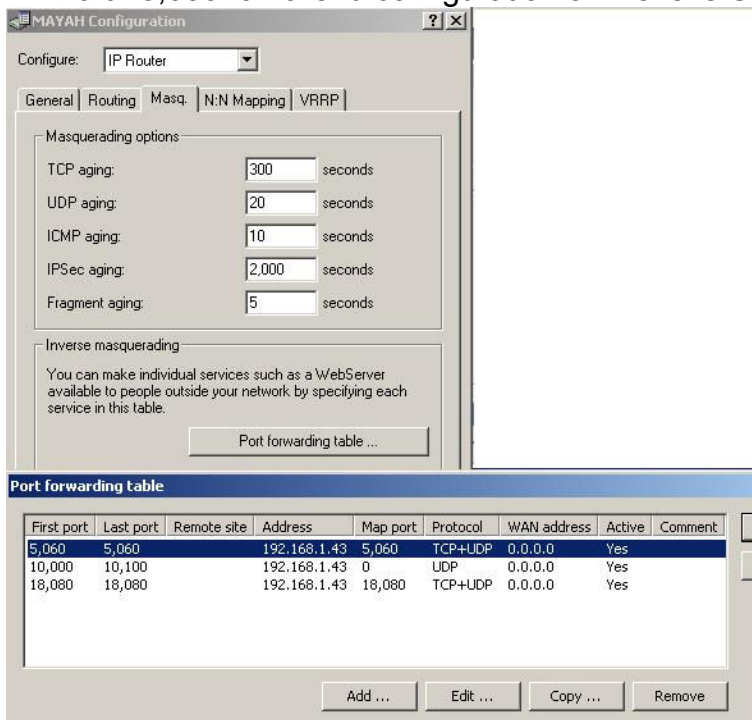 MAYAH Configuration
Configure: IP Router
General Routing Masq. N:N Mapping VRRP
Masquerading options
TCP aging: 300 seconds
UDP aging: 20 seconds
ICMP aging: 10 seconds
IPSec aging: 2,000 seconds
Fragment aging: 5 seconds
Inverse masquerading
You can make individual services such as a WebServer
available to people outside your network by specifying each
service in this table.
Port forwarding table ...
Port forwarding table
First port Last port Remote site Address Map port Protocol WAN address Active Comment
5,060 5,060 192.168.1.43 5,060 TCP+UDP 0.0.0.0 Yes
10,000 10,100 192.168.1.43 0 UDP 0.0.0.0 Yes
18,080 18,080 192.168.1.43 18,080 TCP+UDP 0.0.0.0 Yes
Add ... Edit ... Copy ... Remove